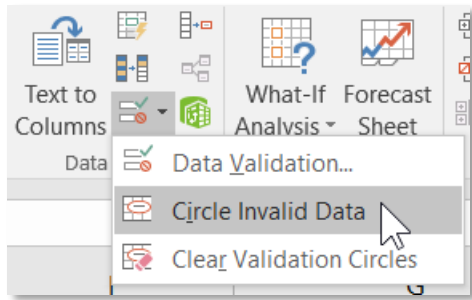 Text to
Columns
What-If
Analysis
Forecast
Sheet
Data
Data Validation...
Circle Invalid Data
Clear Validation Circles
G